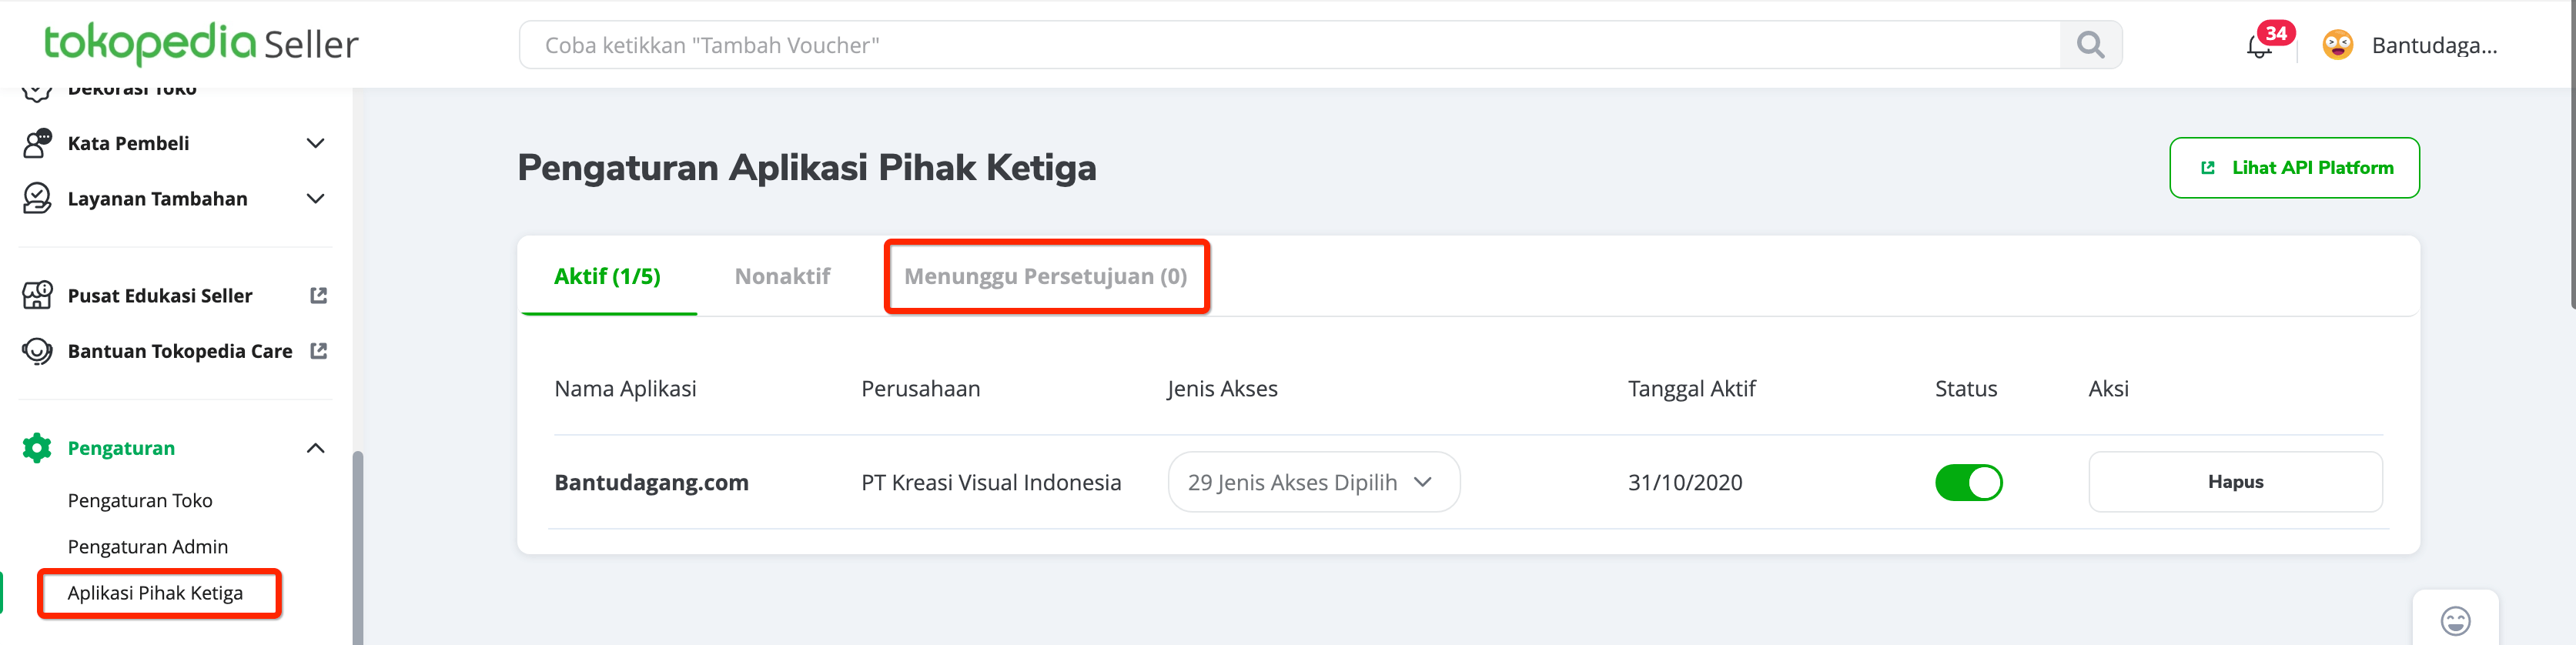 tokopedia Seller
Coba ketikkan "Tambah Voucher"
34
Bantudaga...
Dekorasi Toko
Kata Pembeli
Layanan Tambahan
Pusat Edukasi Seller
Bantuan Tokopedia Care
Pengaturan
Pengaturan Toko
Pengaturan Admin
Aplikasi Pihak Ketiga
Pengaturan Aplikasi Pihak Ketiga
Lihat API Platform
Aktif (1/5) Nonaktif Menunggu Persetujuan (0)
Nama Aplikasi Perusahaan Jenis Akses Tanggal Aktif Status Aksi
Bantudagang.com PT Kreasi Visual Indonesia 29 Jenis Akses Dipilih 31/10/2020 Hapus